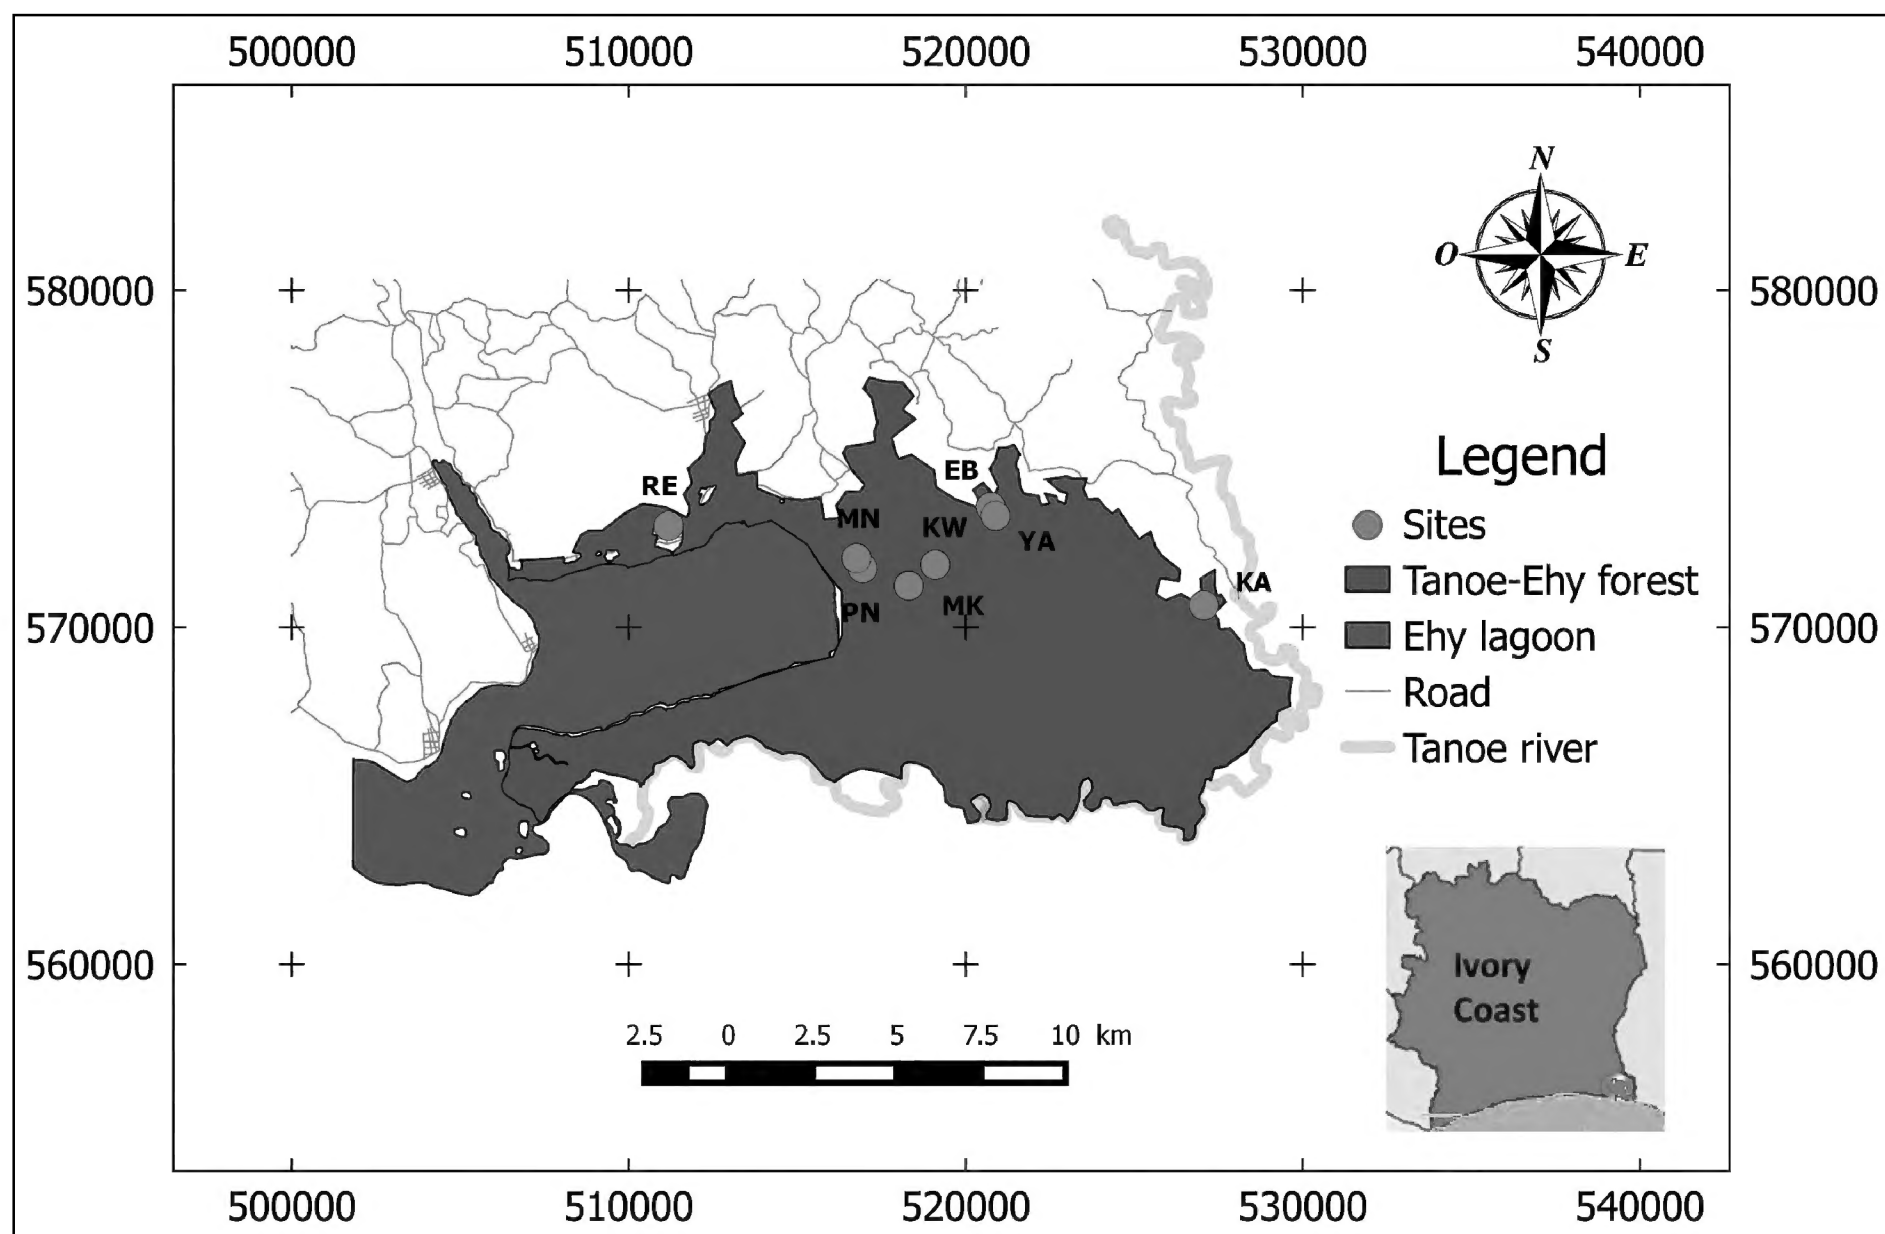 500000 510000 520000 530000 540000
N
O E
S
580000 580000
Legend
RE
EB
MN
KW
YA
Sites
Tanoe-Ehy forest
KA
PN
MK
570000 570000
Ehy lagoon
Road
Tanoe river
Ivory
Coast
560000 560000
2.5 0 2.5 5 7.5 10 km
500000 510000 520000 530000 540000